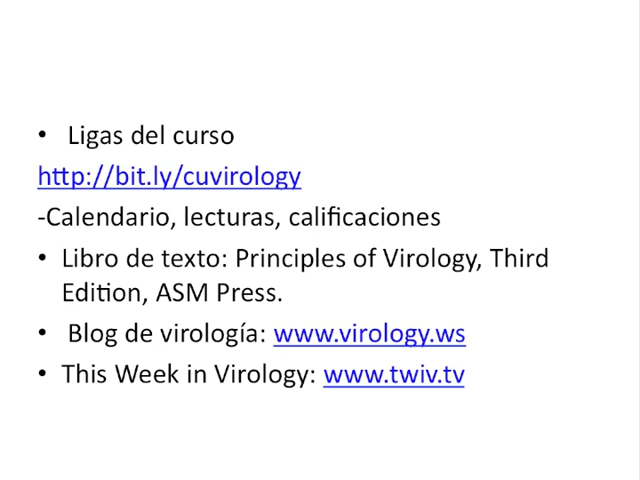 • Ligas del curso
http://bit.ly/cuvirology
-Calendario, lecturas, calificaciones
• Libro de texto: Principles of Virology, Third
Edition, ASM Press.
• Blog de virología: www.virology.ws
• This Week in Virology: www.twiv.tv